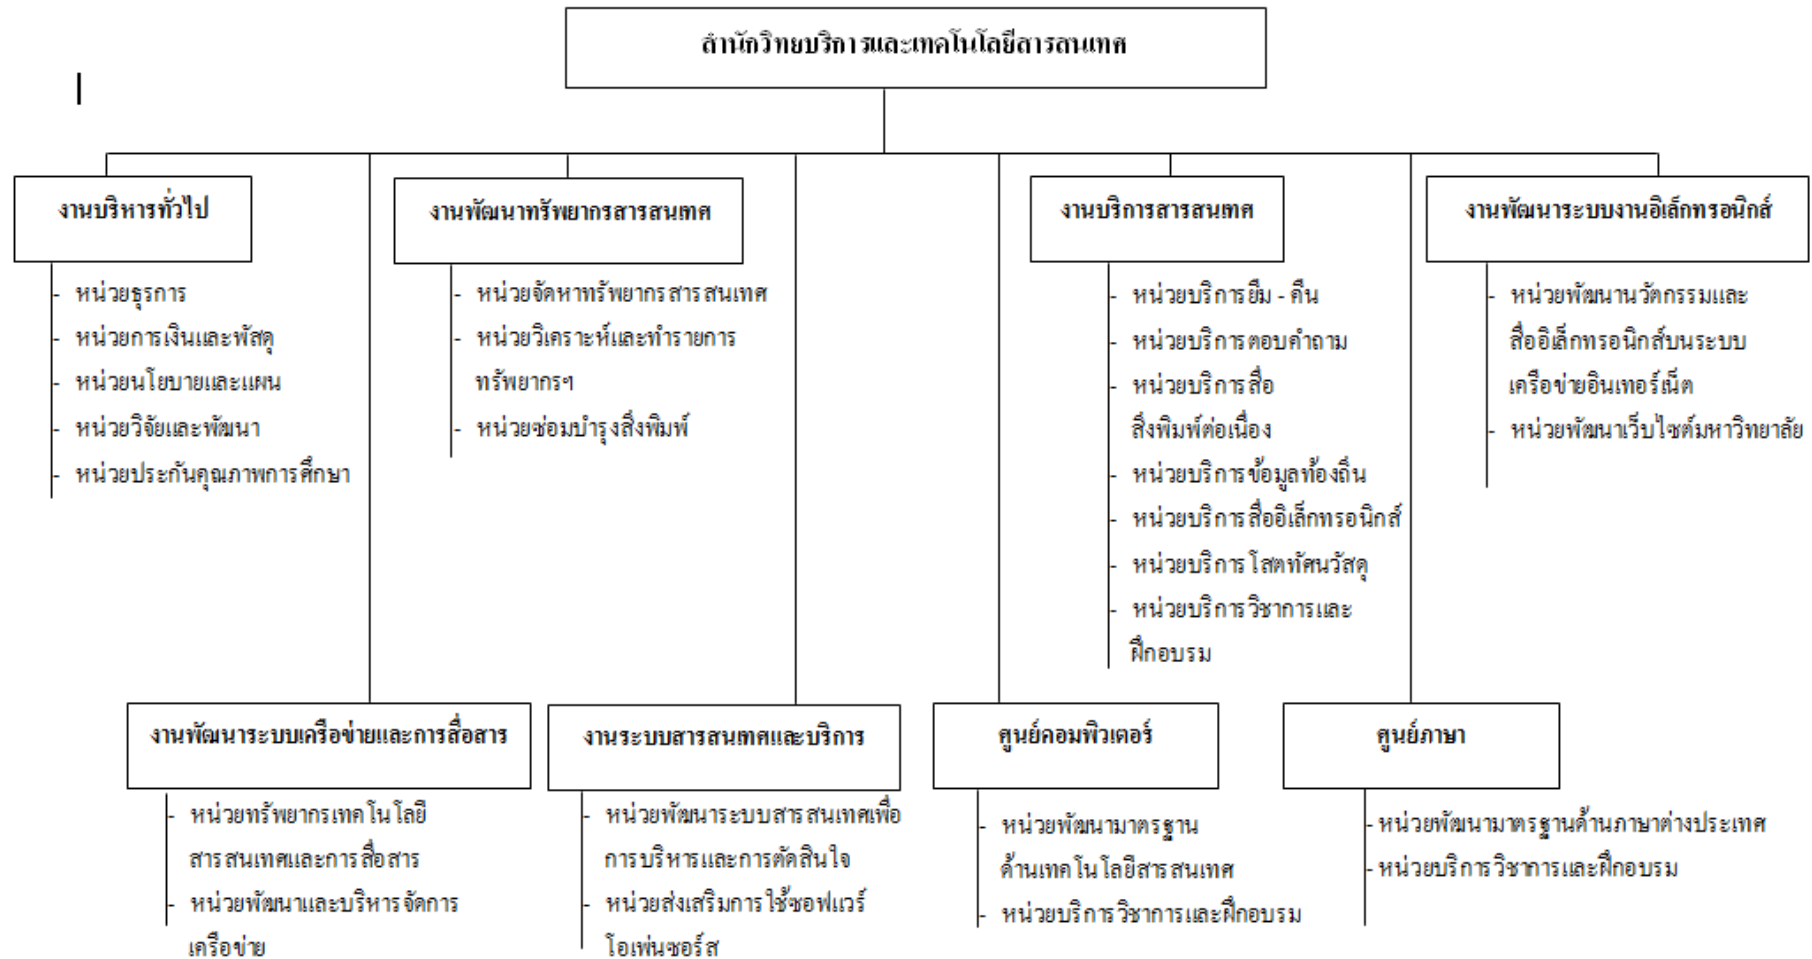 สำนักวิทยบริการและเทคโนโลยีสารสนเทศ
งานบริหารทั่วไป
- หน่วยธุรการ
- หน่วยการเงินและพัสดุ
- หน่วยนโยบายและแผน
- หน่วยวิจัยและพัฒนา
- หน่วยประกันคุณภาพการศึกษา
งานพัฒนาทรัพยากรสารสนเทศ
- หน่วยจัดหาทรัพยากรสารสนเทศ
- หน่วยวิเคราะห์และทำรายการ
ทรัพยากรฯ
- หน่วยซ่อมบำรุงสิ่งพิมพ์
งานบริการสารสนเทศ
- หน่วยบริการยืม - คืน
- หน่วยบริการตอบคำถาม
- หน่วยบริการสื่อ
สิ่งพิมพ์ต่อเนื่อง
- หน่วยบริการข้อมูลท้องถิ่น
- หน่วยบริการสื่ออิเล็กทรอนิกส์
- หน่วยบริการโสตทัศนวัสดุ
- หน่วยบริการวิชาการและ
ฝึกอบรม
งานพัฒนาระบบงานอิเล็กทรอนิกส์
- หน่วยพัฒนานวัตกรรมและ
สื่ออิเล็กทรอนิกส์บนระบบ
เครือข่ายอินเทอร์เน็ต
- หน่วยพัฒนาเว็บไซต์มหาวิทยาลัย
งานพัฒนาระบบเครือข่ายและการสื่อสาร
- หน่วยทรัพยากรเทคโนโลยี
สารสนเทศและการสื่อสาร
- หน่วยพัฒนาและบริหารจัดการ
เครือข่าย
งานระบบสารสนเทศและบริการ
- หน่วยพัฒนาระบบสารสนเทศเพื่อ
การบริหารและการตัดสินใจ
- หน่วยส่งเสริมการใช้ซอฟแวร์
โอเพ่นซอร์ส
ศูนย์คอมพิวเตอร์
- หน่วยพัฒนามาตรฐาน
ด้านเทคโนโลยีสารสนเทศ
- หน่วยบริการวิชาการและฝึกอบรม
ศูนย์ภาษา
- หน่วยพัฒนามาตรฐานด้านภาษาต่างประเทศ
- หน่วยบริการวิชาการและฝึกอบรม